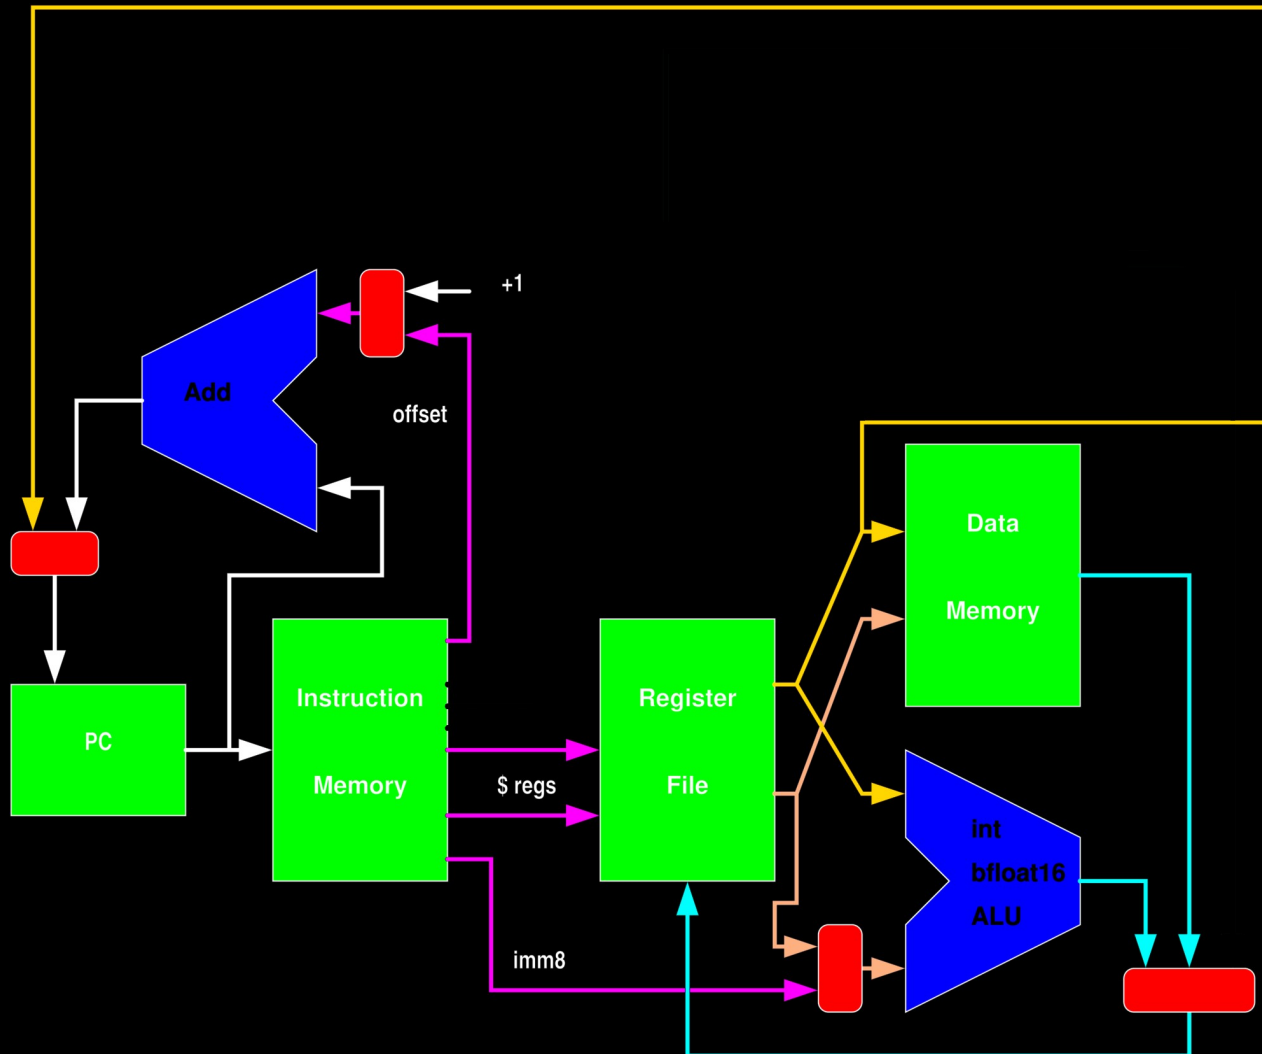 +1
Add
offset
Data
Memory
Instruction
Memory
Register
File
PC
$ regs
int
bfloat16
ALU
imm8